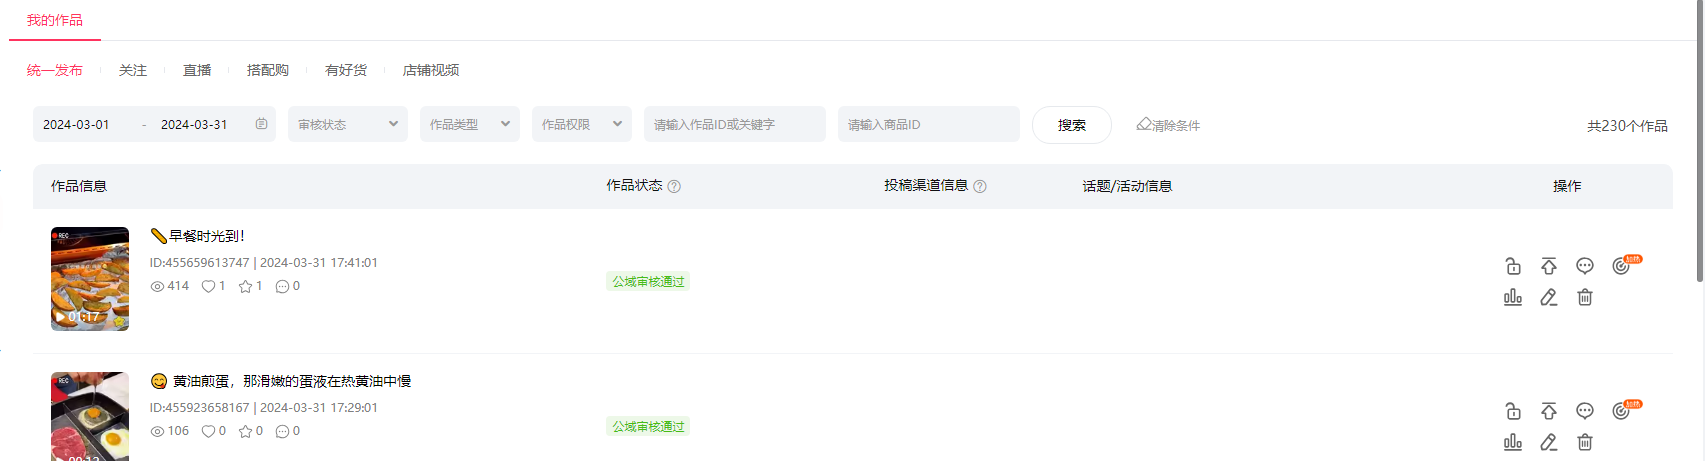 我的作品
统一发布 关注 直播 搭配购 有好货 店铺视频
2024-03-01 - 2024-03-31 审核状态 作品类型 作品权限 请输入作品ID或关键字 请输入商品ID 搜索 清除条件 共230个作品
作品信息 作品状态 ? 投稿渠道信息 ? 话题/活动信息 操作
REC
🥖早餐时光到！
ID:455659613747 | 2024-03-31 17:41:01
加热
公域审核通过
414 1 1 0
01:17
REC
😋 黄油煎蛋，那滑嫩的蛋液在热黄油中慢
ID:455923658167 | 2024-03-31 17:29:01
加热
公域审核通过
106 0 0 0